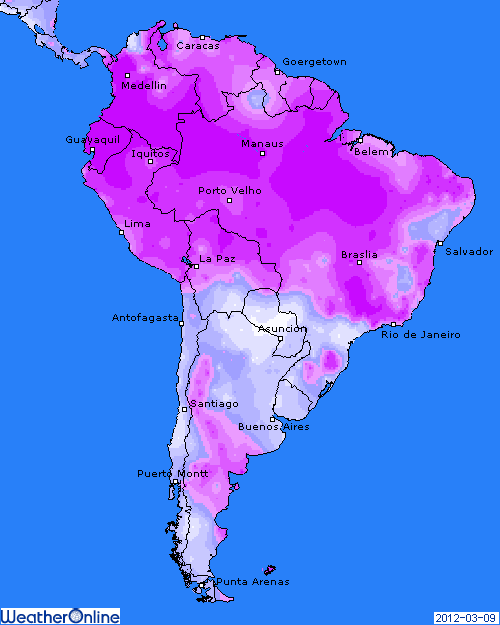 Caracas
Goergetown
Medellin
Guayaquil
Iquitos
Manaus
Belem
Porto Velho
Lima
La Paz
Braslia
Salvador
Antofagasta
Asuncion
Rio de Janeiro
Santiago
Buenos Aires
Puerto Montt
Punta Arenas
WeatherOnline
2012-03-09